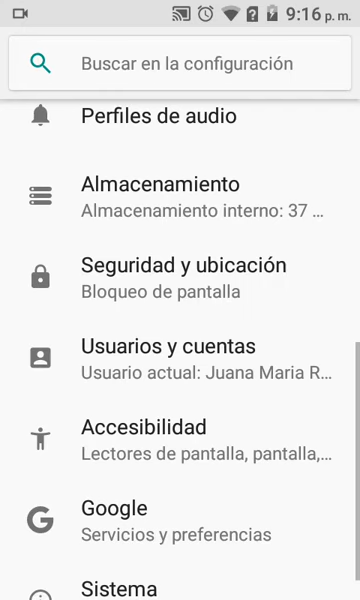 9:16 p. m.
Buscar en la configuración
Perfiles de audio
Almacenamiento
Almacenamiento interno: 37 ...
Seguridad y ubicación
Bloqueo de pantalla
Usuarios y cuentas
Usuario actual: Juana Maria R...
Accesibilidad
Lectores de pantalla, pantalla,...
Google
Servicios y preferencias
Sistema